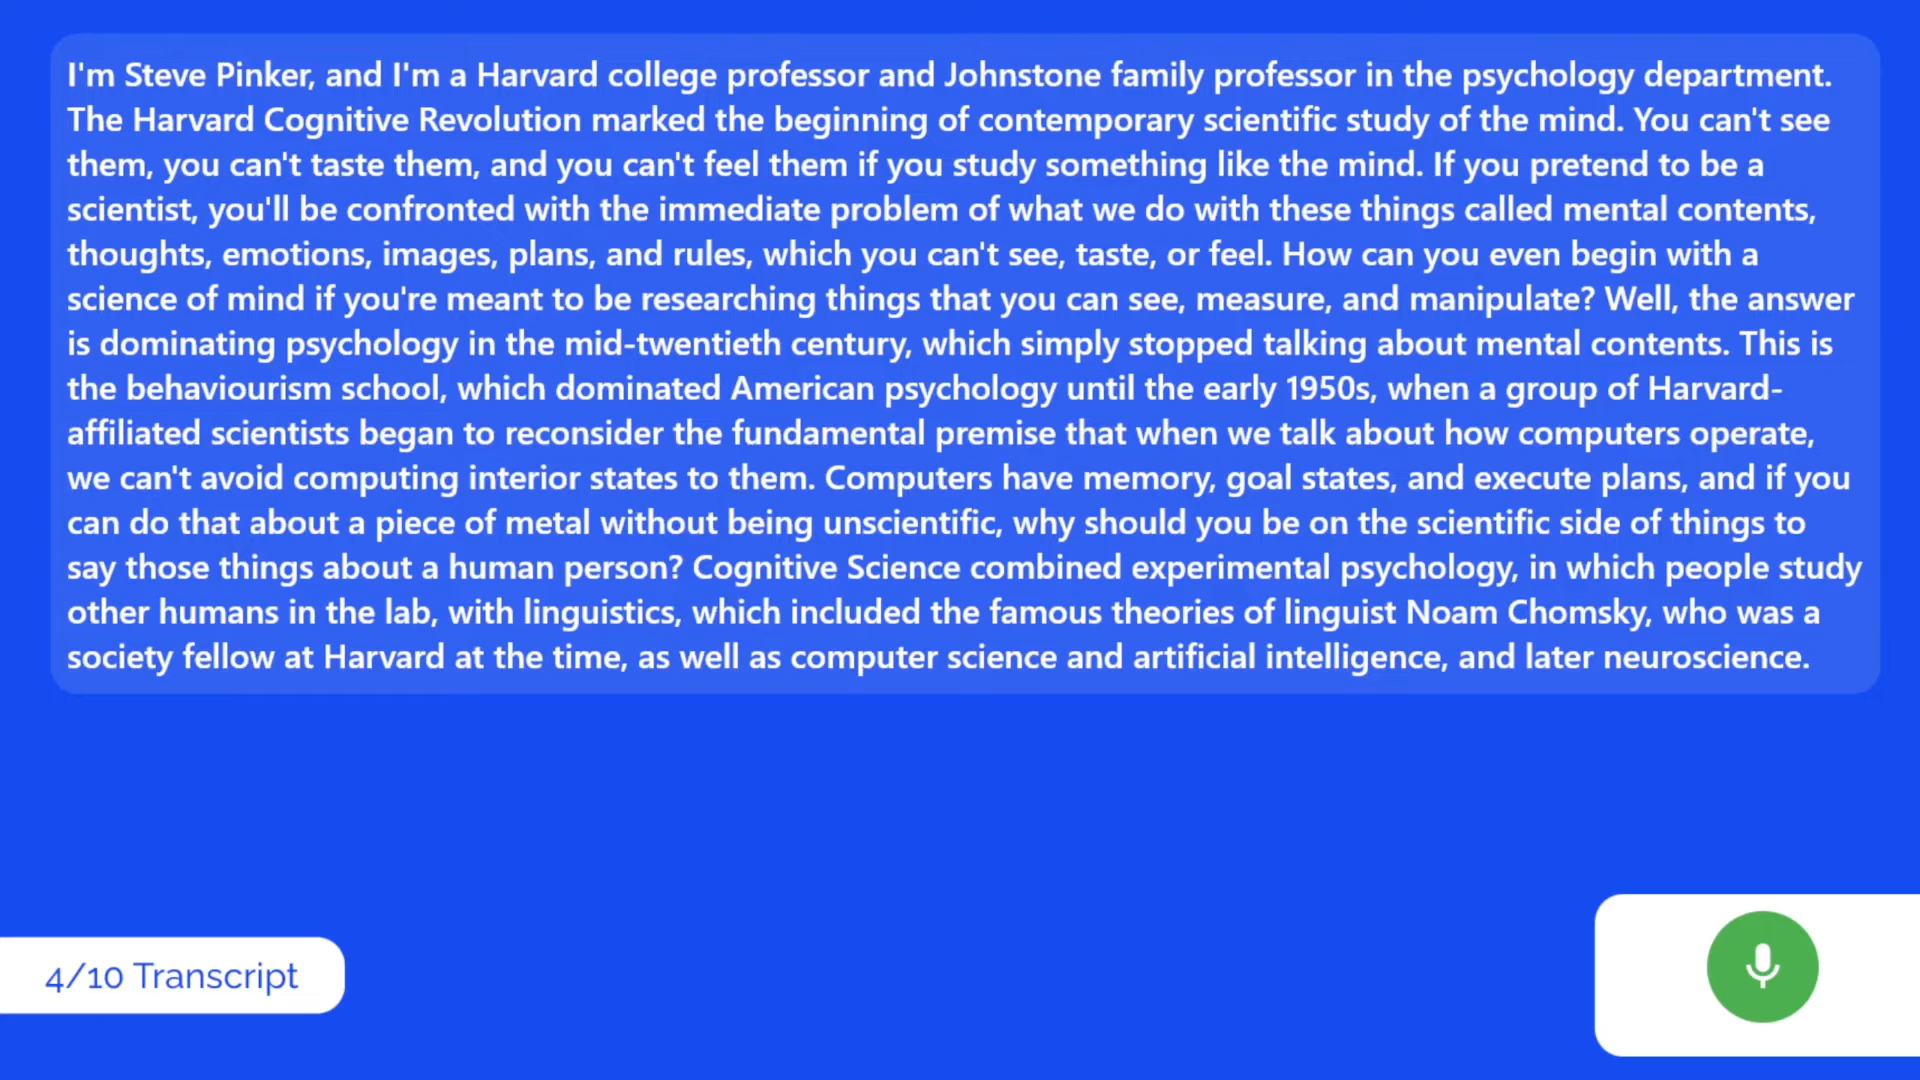 I'm Steve Pinker, and I'm a Harvard college professor and Johnstone family professor in the psychology department.
The Harvard Cognitive Revolution marked the beginning of contemporary scientific study of the mind. You can't see
them, you can't taste them, and you can't feel them if you study something like the mind. If you pretend to be a
scientist, you'll be confronted with the immediate problem of what we do with these things called mental contents,
thoughts, emotions, images, plans, and rules, which you can't see, taste, or feel. How can you even begin with a
science of mind if you're meant to be researching things that you can see, measure, and manipulate? Well, the answer
is dominating psychology in the mid-twentieth century, which simply stopped talking about mental contents. This is
the behaviourism school, which dominated American psychology until the early 1950s, when a group of Harvard-
affiliated scientists began to reconsider the fundamental premise that when we talk about how computers operate,
we can't avoid computing interior states to them. Computers have memory, goal states, and execute plans, and if you
can do that about a piece of metal without being unscientific, why should you be on the scientific side of things to
say those things about a human person? Cognitive Science combined experimental psychology, in which people study
other humans in the lab, with linguistics, which included the famous theories of linguist Noam Chomsky, who was a
society fellow at Harvard at the time, as well as computer science and artificial intelligence, and later neuroscience.
4/10 Transcript